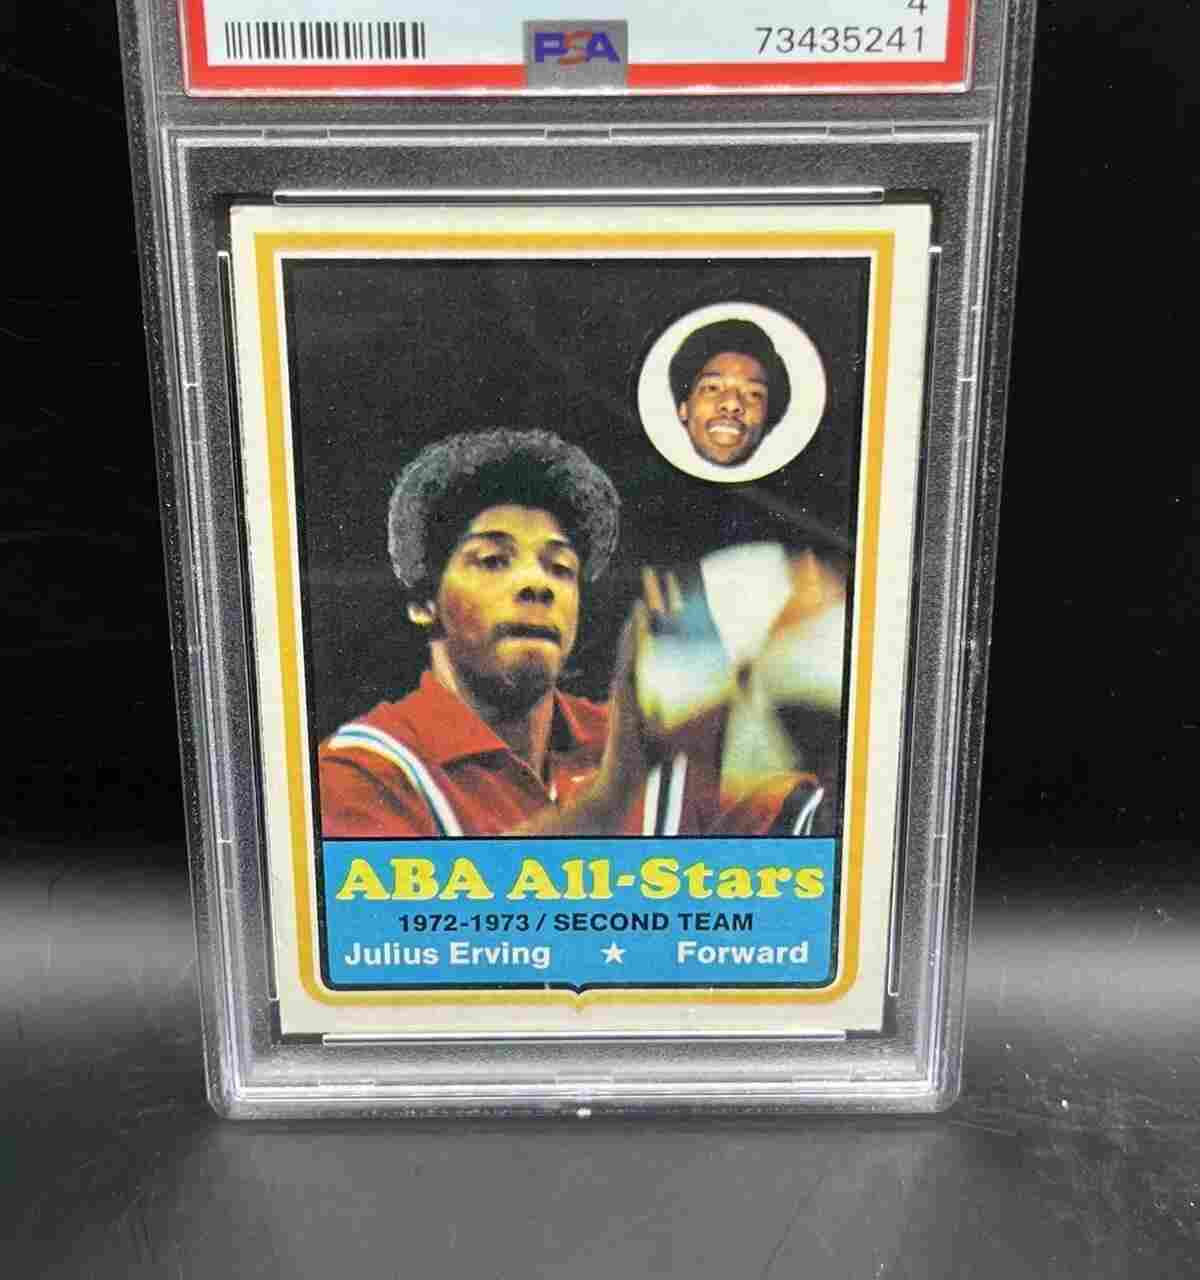 4
PSA 73435241
ABA All-Stars
1972-1973 / SECOND TEAM
Julius Erving ★ Forward